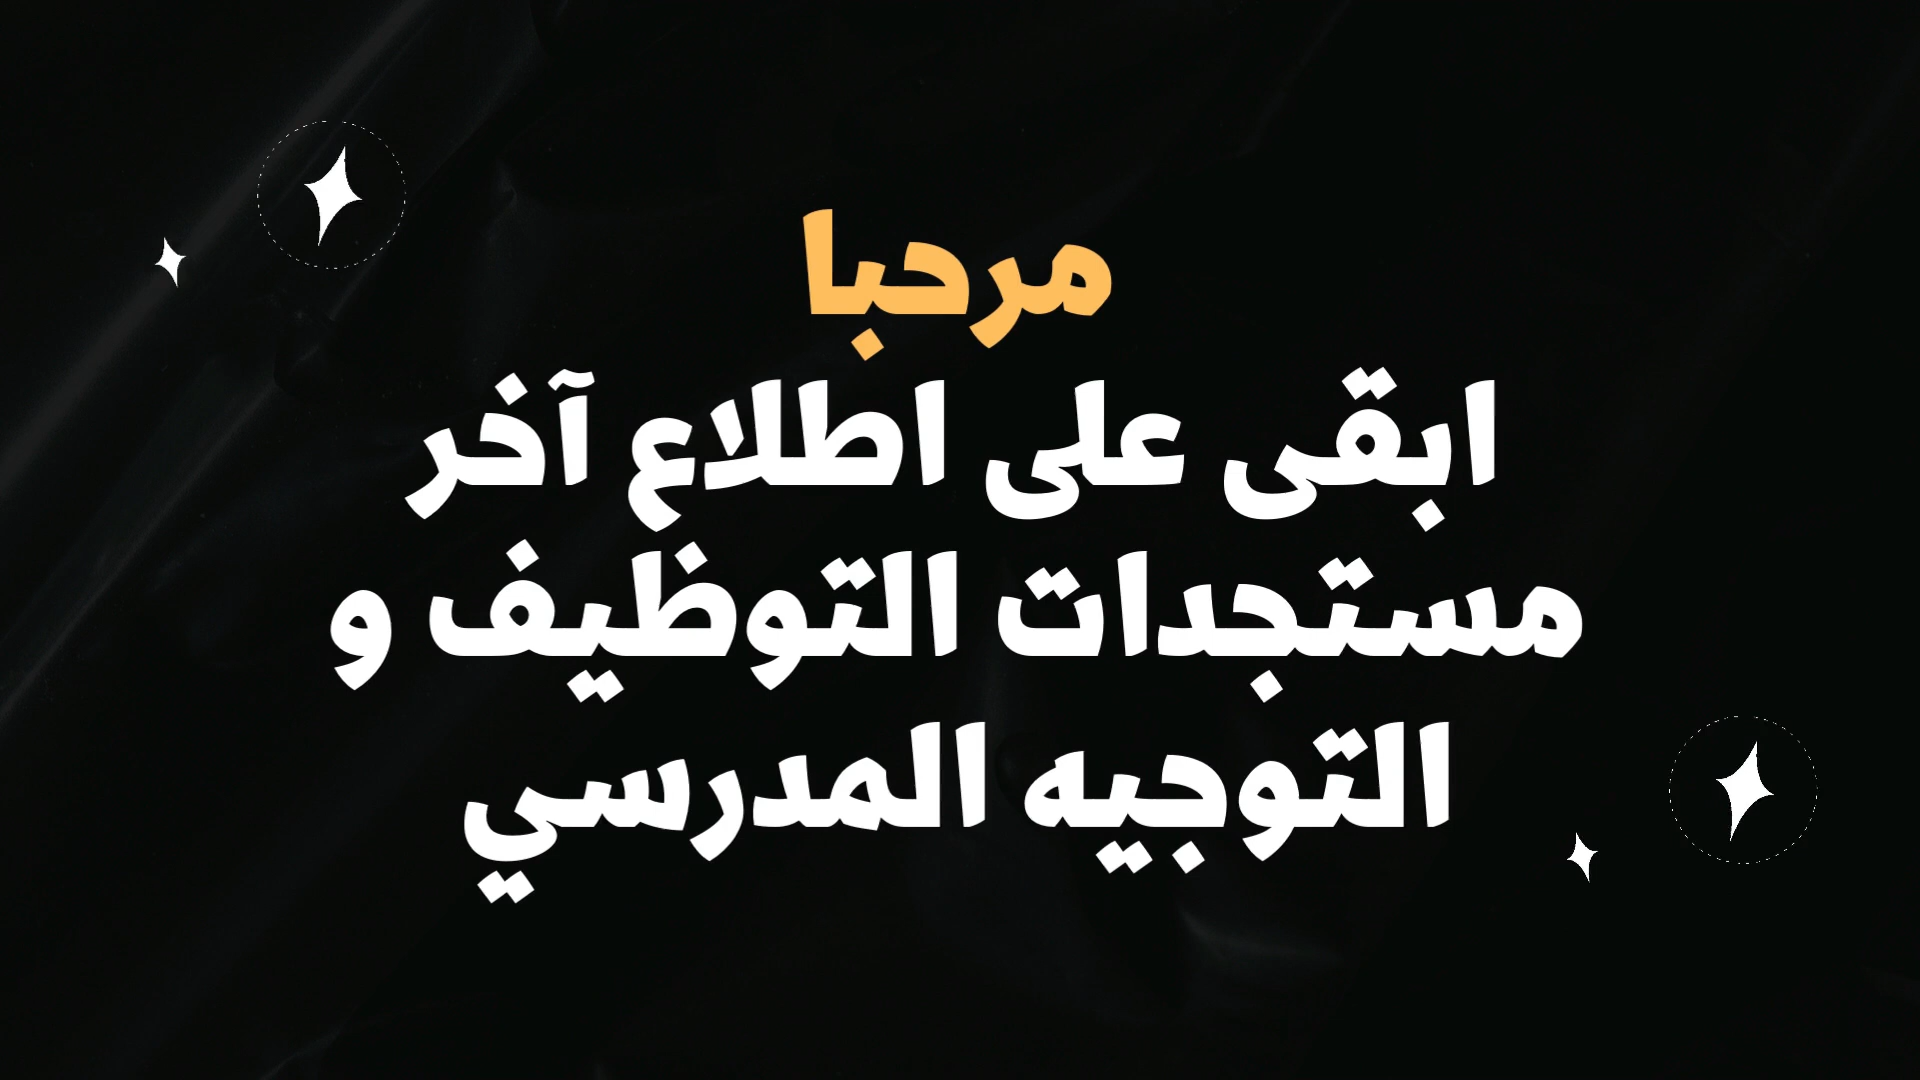 مرحبا
ابقى على اطلاع آخر
مستجدات التوظيف و
التوجيه المدرسي